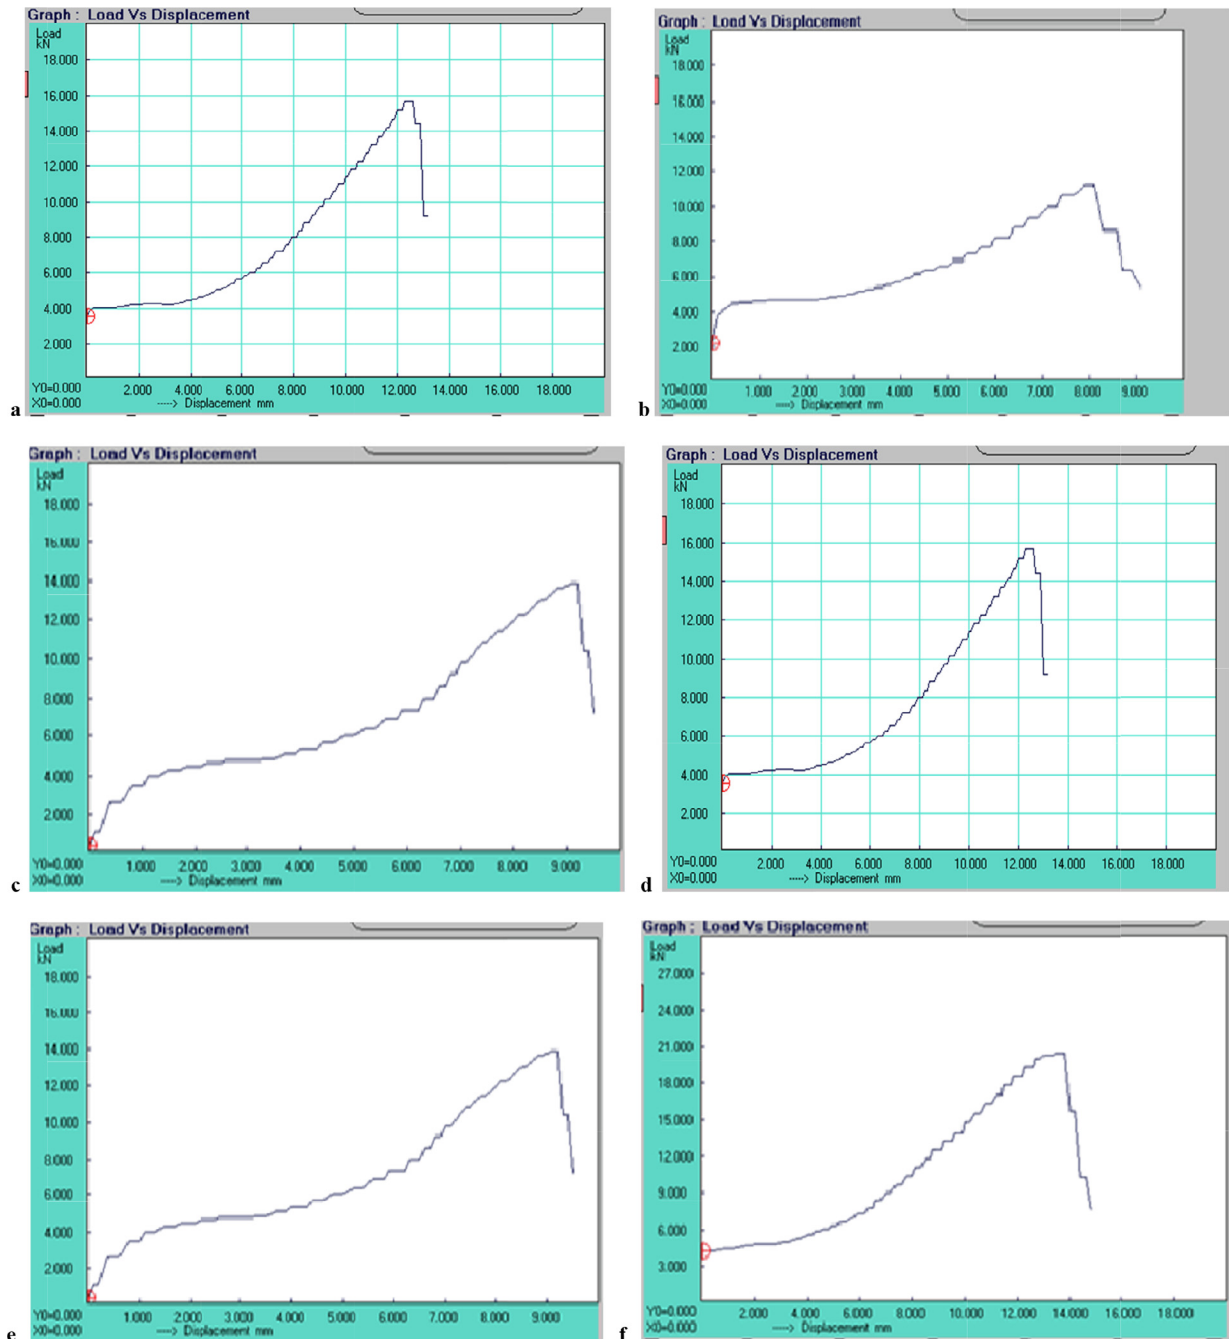 Graph : Load Vs Displacement
Load
kN
18.000
16.000
14.000
12.000
10.000
8.000
6.000
4.000
2.000
Y0=0.000
X0=0.000
2.000 4.000 6.000 8.000 10.000 12.000 14.000 16.000 18.000
----> Displacement mm
a
Graph : Load Vs Displacement
Load
kN
18.000
16.000
14.000
12.000
10.000
8.000
6.000
4.000
2.000
Y0=0.000
X0=0.000
1.000 2.000 3.000 4.000 5.000 6.000 7.000 8.000 9.000
----> Displacement mm
b
Graph : Load Vs Displacement
Load
kN
18.000
16.000
14.000
12.000
10.000
8.000
6.000
4.000
2.000
Y0=0.000
X0=0.000
1.000 2.000 3.000 4.000 5.000 6.000 7.000 8.000 9.000
----> Displacement mm
c
Graph : Load Vs Displacement
Load
kN
18.000
16.000
14.000
12.000
10.000
8.000
6.000
4.000
2.000
Y0=0.000
X0=0.000
2.000 4.000 6.000 8.000 10.000 12.000 14.000 16.000 18.000
----> Displacement mm
d
Graph : Load Vs Displacement
Load
kN
18.000
16.000
14.000
12.000
10.000
8.000
6.000
4.000
2.000
Y0=0.000
X0=0.000
1.000 2.000 3.000 4.000 5.000 6.000 7.000 8.000 9.000
----> Displacement mm
e
Graph : Load Vs Displacement
Load
kN
27.000
24.000
21.000
18.000
15.000
12.000
9.000
6.000
3.000
Y0=0.000
X0=0.000
2.000 4.000 6.000 8.000 10.000 12.000 14.000 16.000 18.000
----> Displacement mm
f